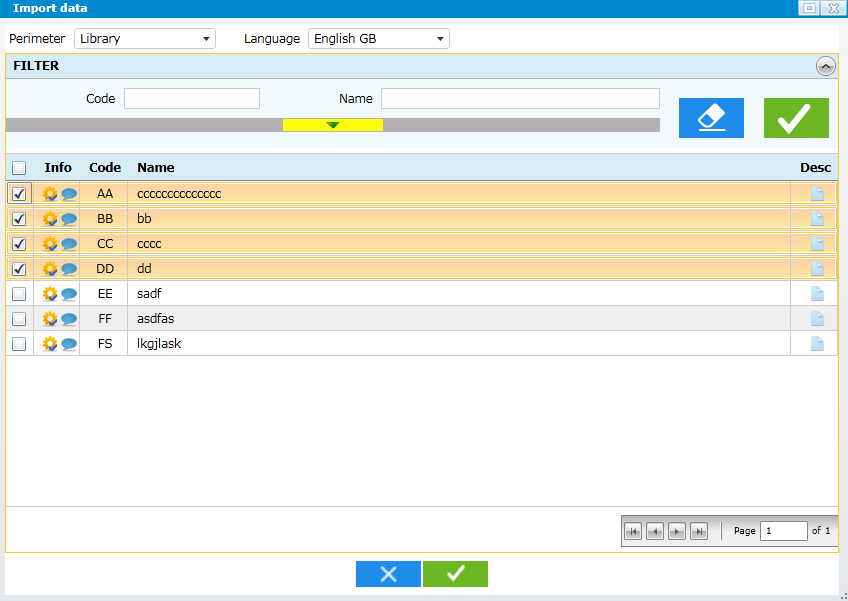 Import data
Perimeter Library Language English GB
FILTER
Code Name
Info Code Name Desc
AA cccccccccccccc
BB bb
CC cccc
DD dd
EE sadf
FF asdfas
FS lkgjlask
Page 1 of 1